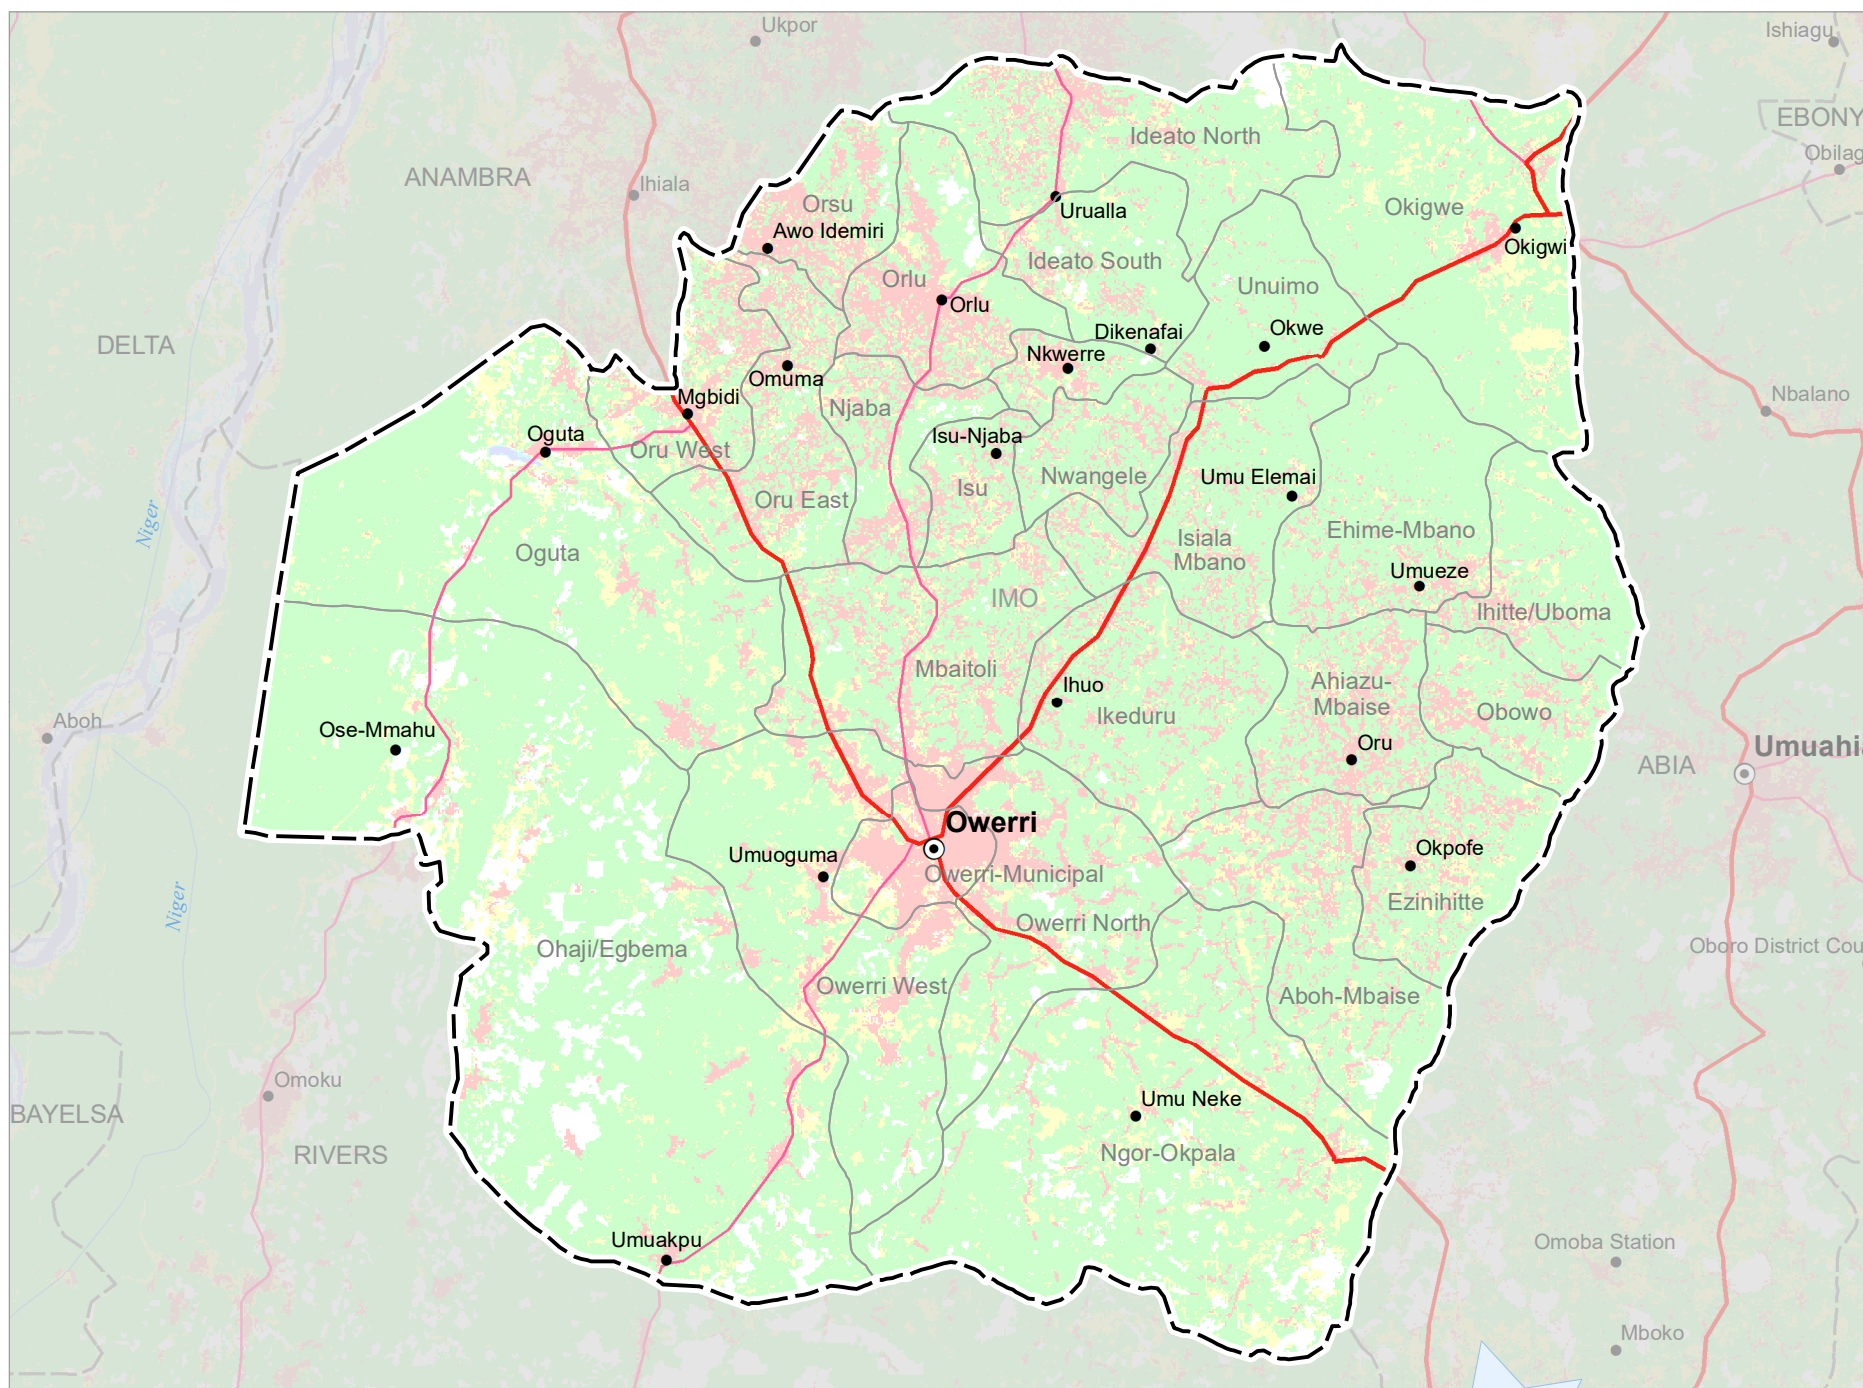 Ukpor
Ishiagu
EBONY
Obilag
ANAMBRA
Ihiala
Ideato North
Orsu
Awo Idemiri
Urualla
Okigwe
Okigwi
Orlu
Ideato South
Unuimo
Orlu
DELTA
Dikenafai
Okwe
Nkwerre
Omuma
Mgbidi
Njaba
Nbalano
Oguta
Oru West
Isu-Njaba
Umu Elemai
Nwangele
Isu
Oru East
Niger
Oguta
Isiala
Mbano
Ehime-Mbano
Umueze
IMO
Ihitte/Uboma
Mbaitoli
Ihuo
Ikeduru
Ahiazu-
Mbaise
Obowo
Aboh
Ose-Mmahu
Oru
ABIA
Umuahi
Owerri
Umuoguma
Okpofe
Owerri-Municipal
Ezinihitte
Niger
Owerri North
Ohaji/Egbema
Oboro District Cou
Owerri West
Aboh-Mbaise
Omoku
BAYELSA
Umu Neke
RIVERS
Ngor-Okpala
Umuakpu
Omoba Station
Mboko